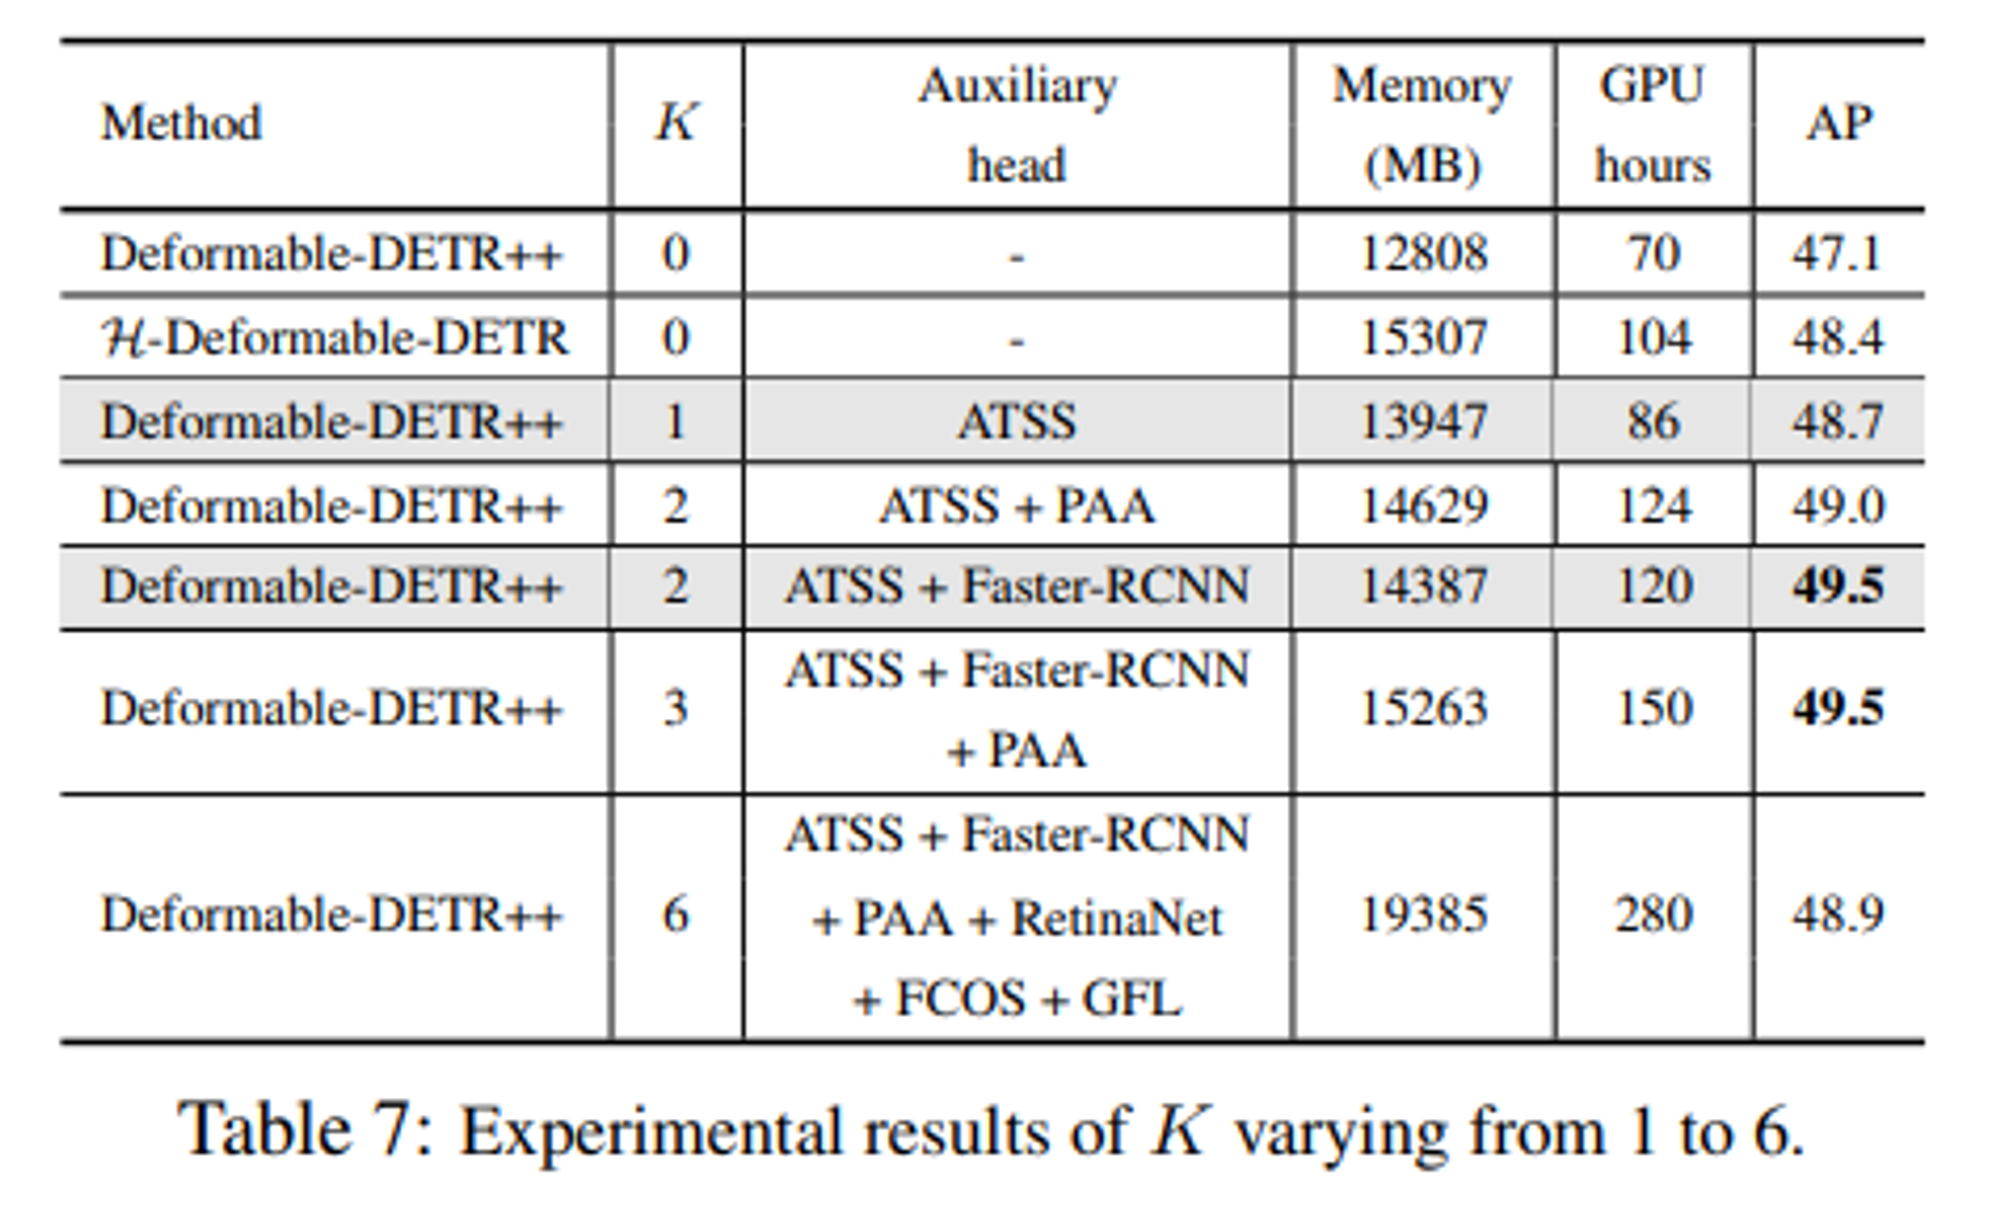 Method K Auxiliary head Memory (MB) GPU hours AP
Deformable-DETR++ 0 - 12808 70 47.1
ℋ-Deformable-DETR 0 - 15307 104 48.4
Deformable-DETR++ 1 ATSS 13947 86 48.7
Deformable-DETR++ 2 ATSS + PAA 14629 124 49.0
Deformable-DETR++ 2 ATSS + Faster-RCNN 14387 120 49.5
Deformable-DETR++ 3 ATSS + Faster-RCNN + PAA 15263 150 49.5
Deformable-DETR++ 6 ATSS + Faster-RCNN + PAA + RetinaNet + FCOS + GFL 19385 280 48.9
Table 7: Experimental results of K varying from 1 to 6.